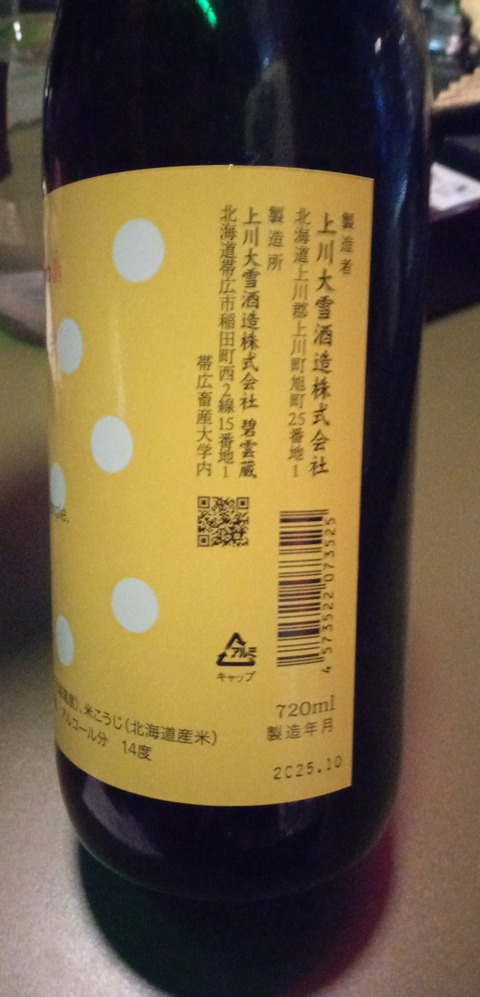 製造者
上川大雪酒造株式会社
北海道上川郡上川町旭町25番地1
製造所
上川大雪酒造株式会社 碧雲蔵
北海道帯広市稲田町西2線15番地1
帯広畜産大学内
4 573522 073525
アルミ
キャップ
720ml
製造年月
2025.10
、米こうじ(北海道産米)
アルコール分 14度